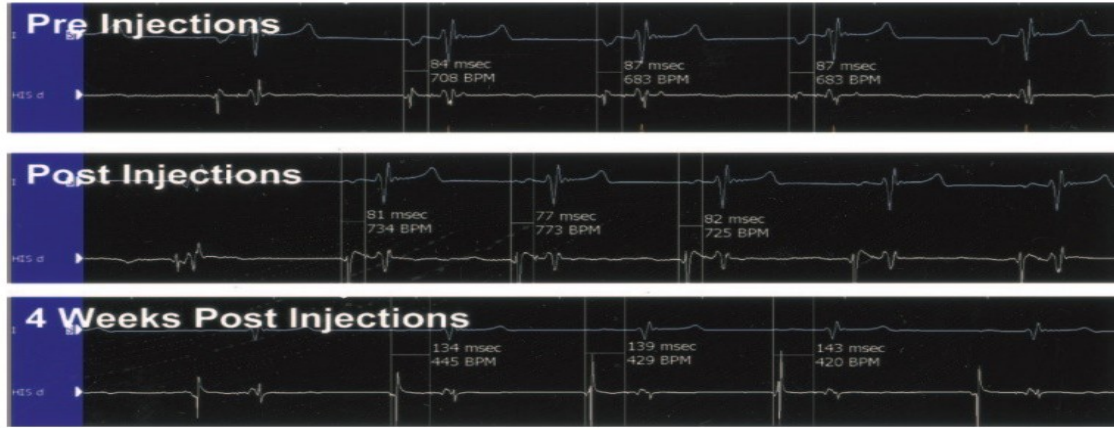 Pre Injections
I
84 msec
87 msec
87 msec
708 BPM
683 BPM
683 BPM
HIS d
Post Injections
I
81 msec
77 msec
82 msec
734 BPM
773 BPM
725 BPM
HIS d
4 Weeks Post Injections
I
134 msec
139 msec
143 msec
445 BPM
429 BPM
420 BPM
HIS d